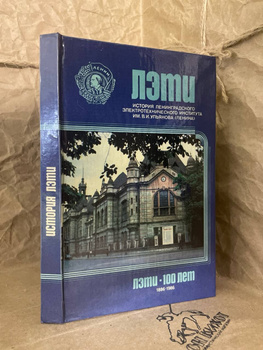 ЛЭТИ
ИСТОРИЯ ЛЕНИНГРАДСКОГО
ЭЛЕКТРОТЕХНИЧЕСКОГО ИНСТИТУТА
ИМ. В.И. УЛЬЯНОВА (ЛЕНИНА)
ЛЭТИ · 100 ЛЕТ
1886-1986
ИСТОРИЯ ЛЭТИ